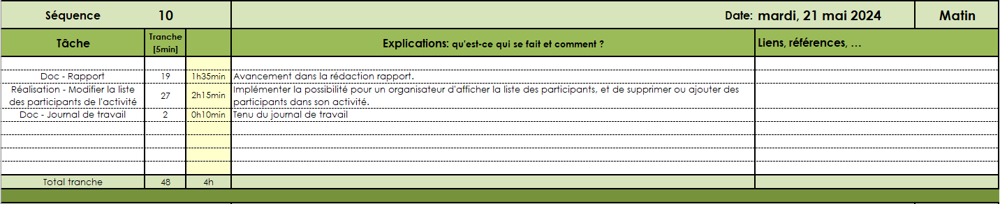 Séquence 10 Date: mardi, 21 mai 2024 Matin
Tâche Tranche [5min] Explications: qu'est-ce qui se fait et comment ? Liens, références, …
Doc - Rapport 19 1h35min Avancement dans la rédaction rapport.
Réalisation - Modifier la liste des participants de l'activité 27 2h15min Implémenter la possibilité pour un organisateur d'afficher la liste des participants, et de supprimer ou ajouter des participants dans son activité.
Doc - Journal de travail 2 0h10min Tenu du journal de travail
Total tranche 48 4h